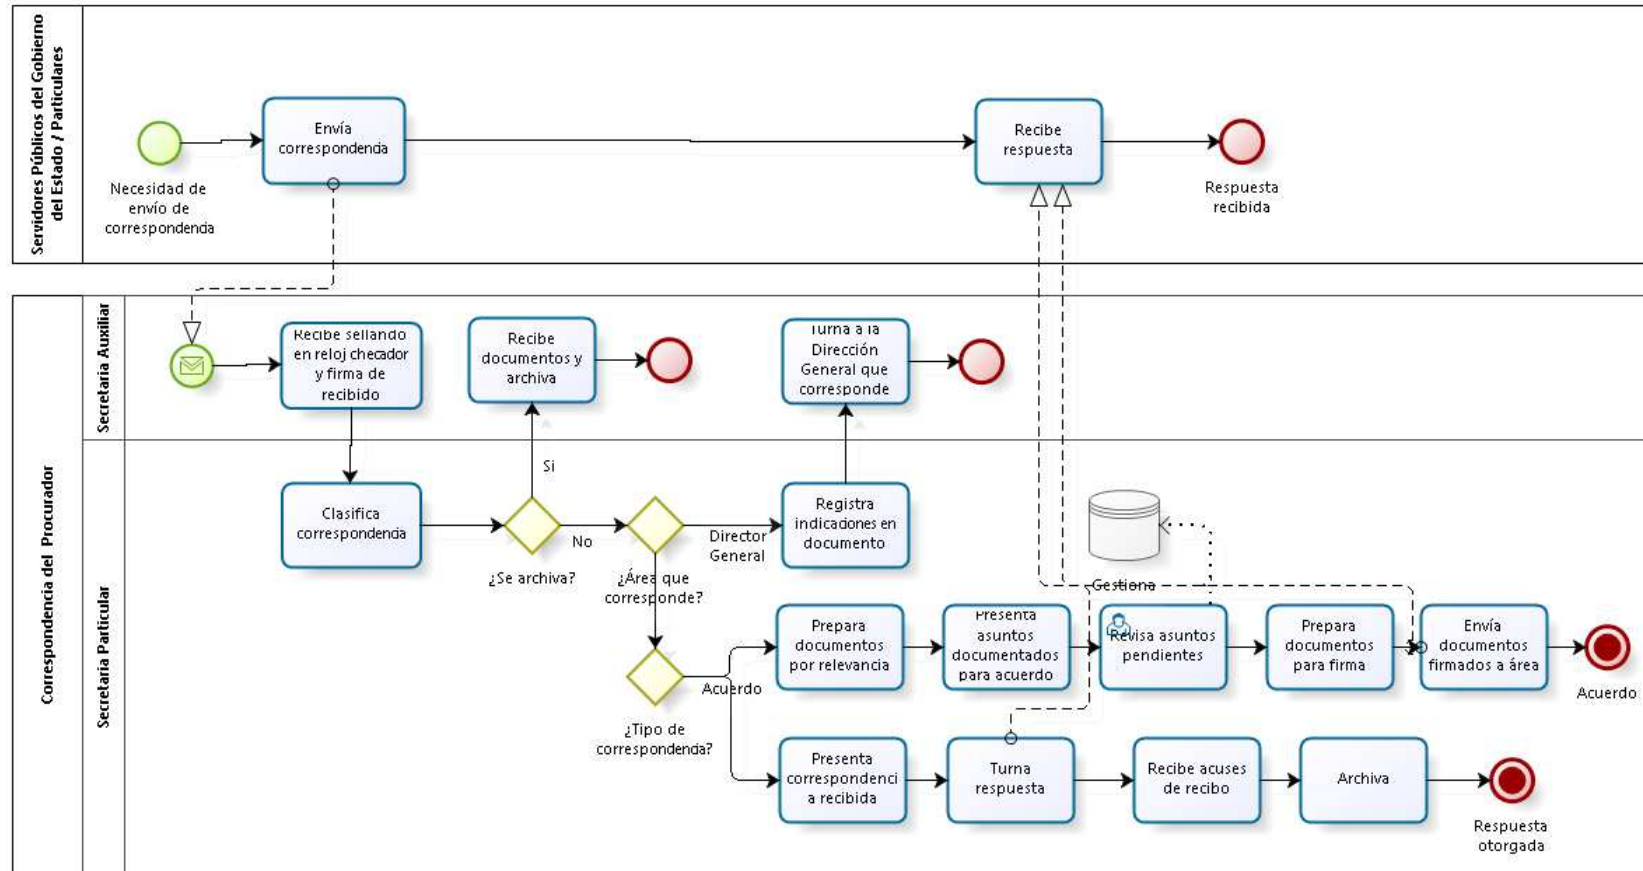 Servidores Públicos del Gobierno
del Estado / Particulares
Necesidad de
envío de
correspondencia
Envía
correspondencia
Recibe
respuesta
Respuesta
recibida
Correspondencia del Procurador
Secretaria Auxiliar
Recibe sellando
en reloj checador
y firma de
recibido
Recibe
documentos y
archiva
Turna a la
Dirección
General que
corresponde
Secretaria Particular
Clasifica
correspondencia
Si
¿Se archiva?
No
¿Área que
corresponde?
Director
General
Registra
indicaciones en
documento
Gestiona
¿Tipo de
correspondencia?
Acuerdo
Prepara
documentos
por relevancia
Presenta
asuntos
documentados
para acuerdo
Revisa asuntos
pendientes
Prepara
documentos
para firma
Envía
documentos
firmados a área
Acuerdo
Presenta
correspondenci
a recibida
Turna
respuesta
Recibe acuses
de recibo
Archiva
Respuesta
otorgada